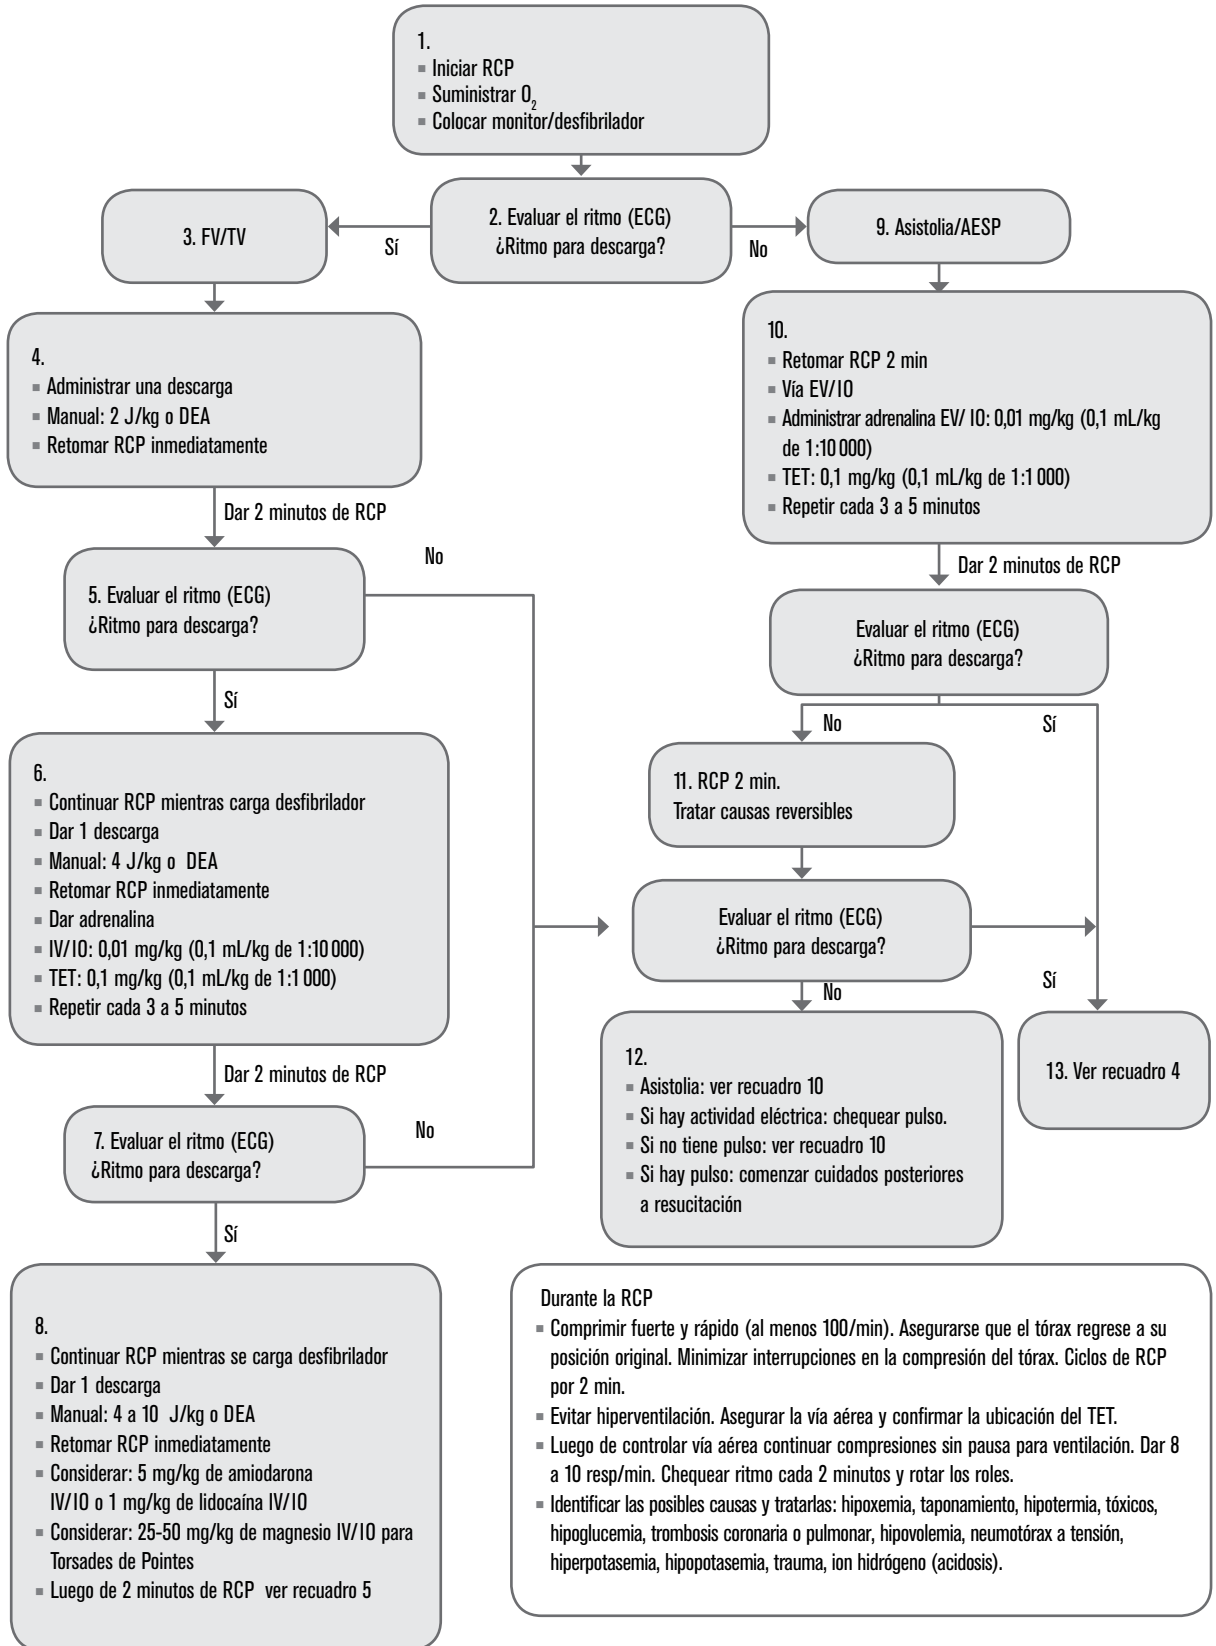 1.
▪ Iniciar RCP
▪ Suministrar O₂
▪ Colocar monitor/desfibrilador
2. Evaluar el ritmo (ECG)
¿Ritmo para descarga?
Sí
No
3. FV/TV
9. Asistolia/AESP
4.
▪ Administrar una descarga
▪ Manual: 2 J/kg o DEA
▪ Retomar RCP inmediatamente
Dar 2 minutos de RCP
5. Evaluar el ritmo (ECG)
¿Ritmo para descarga?
No
Sí
6.
▪ Continuar RCP mientras carga desfibrilador
▪ Dar 1 descarga
▪ Manual: 4 J/kg o DEA
▪ Retomar RCP inmediatamente
▪ Dar adrenalina
▪ IV/IO: 0,01 mg/kg (0,1 mL/kg de 1:10 000)
▪ TET: 0,1 mg/kg (0,1 mL/kg de 1:1 000)
▪ Repetir cada 3 a 5 minutos
Dar 2 minutos de RCP
7. Evaluar el ritmo (ECG)
¿Ritmo para descarga?
No
Sí
8.
▪ Continuar RCP mientras se carga desfibrilador
▪ Dar 1 descarga
▪ Manual: 4 a 10 J/kg o DEA
▪ Retomar RCP inmediatamente
▪ Considerar: 5 mg/kg de amiodarona
IV/IO o 1 mg/kg de lidocaína IV/IO
▪ Considerar: 25-50 mg/kg de magnesio IV/IO para
Torsades de Pointes
▪ Luego de 2 minutos de RCP ver recuadro 5
10.
▪ Retomar RCP 2 min
▪ Vía EV/IO
▪ Administrar adrenalina EV/ IO: 0,01 mg/kg (0,1 mL/kg
de 1:10 000)
▪ TET: 0,1 mg/kg (0,1 mL/kg de 1:1 000)
▪ Repetir cada 3 a 5 minutos
Dar 2 minutos de RCP
Evaluar el ritmo (ECG)
¿Ritmo para descarga?
No
Sí
11. RCP 2 min.
Tratar causas reversibles
Evaluar el ritmo (ECG)
¿Ritmo para descarga?
No
Sí
12.
▪ Asistolia: ver recuadro 10
▪ Si hay actividad eléctrica: chequear pulso.
▪ Si no tiene pulso: ver recuadro 10
▪ Si hay pulso: comenzar cuidados posteriores
a resucitación
13. Ver recuadro 4
Durante la RCP
▪ Comprimir fuerte y rápido (al menos 100/min). Asegurarse que el tórax regrese a su
posición original. Minimizar interrupciones en la compresión del tórax. Ciclos de RCP
por 2 min.
▪ Evitar hiperventilación. Asegurar la vía aérea y confirmar la ubicación del TET.
▪ Luego de controlar vía aérea continuar compresiones sin pausa para ventilación. Dar 8
a 10 resp/min. Chequear ritmo cada 2 minutos y rotar los roles.
▪ Identificar las posibles causas y tratarlas: hipoxemia, taponamiento, hipotermia, tóxicos,
hipoglucemia, trombosis coronaria o pulmonar, hipovolemia, neumotórax a tensión,
hiperpotasemia, hipopotasemia, trauma, ion hidrógeno (acidosis).